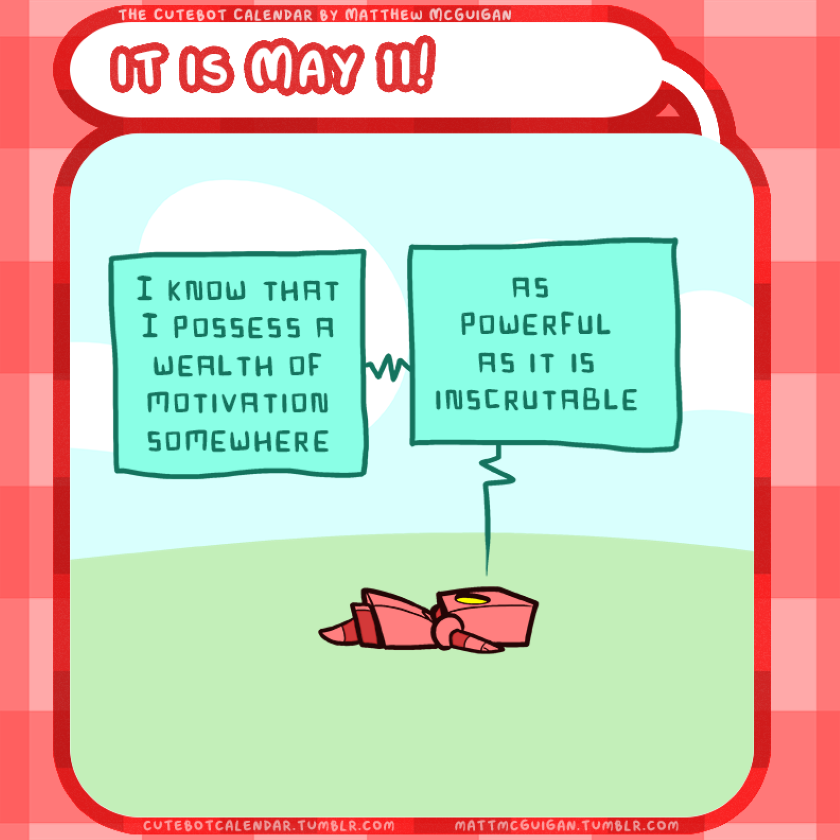 THE CUTEBOT CALENDAR BY MATTHEW MCGUIGAN
IT IS MAY 11!
I KNOW THAT
I POSSESS A
WEALTH OF
MOTIVATION
SOMEWHERE
AS
POWERFUL
AS IT IS
INSCRUTABLE
CUTEBOTCALENDAR.TUMBLR.COM
MATTMCGUIGAN.TUMBLR.COM